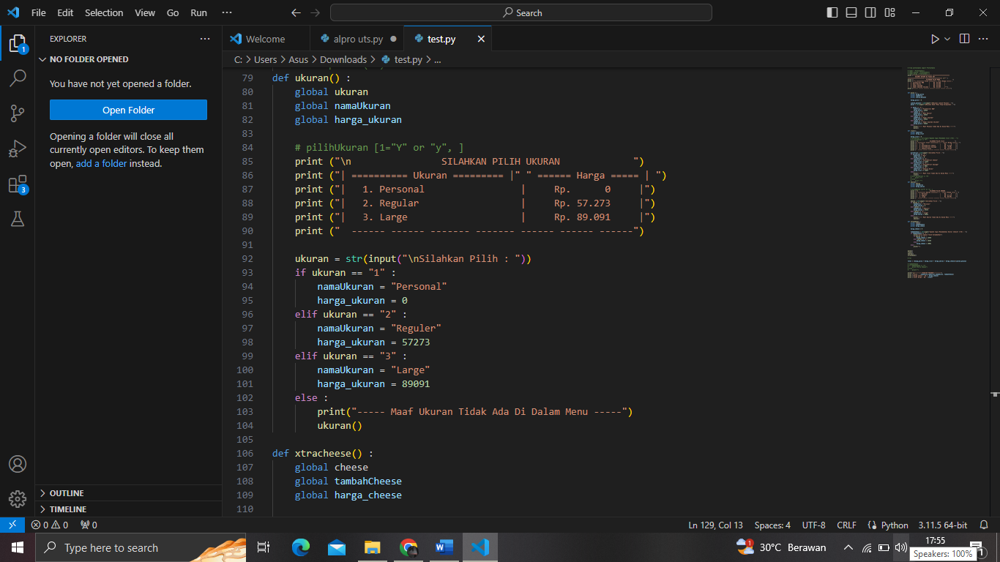 File Edit Selection View Go Run ··· Search
EXPLORER ···
NO FOLDER OPENED
You have not yet opened a folder.
Open Folder
Opening a folder will close all
currently open editors. To keep them
open, add a folder instead.
OUTLINE
TIMELINE
1
3
Welcome alpro uts.py test.py
C: > Users > Asus > Downloads > test.py > ...
79 def ukuran() :
80 global ukuran
81 global namaUkuran
82 global harga_ukuran
83
84 # pilihUkuran [1="Y" or "y", ]
85 print ("\n                SILAHKAN PILIH UKURAN             ")
86 print ("| ========== Ukuran ========= |" " ====== Harga ===== | ")
87 print ("|   1. Personal                 |     Rp.      0     |")
88 print ("|   2. Regular                  |     Rp. 57.273     |")
89 print ("|   3. Large                    |     Rp. 89.091     |")
90 print ("  ------ ------ ------- ------- ------ ------ ------")
91
92 ukuran = str(input("\nSilahkan Pilih : "))
93 if ukuran == "1" :
94 namaUkuran = "Personal"
95 harga_ukuran = 0
96 elif ukuran == "2" :
97 namaUkuran = "Reguler"
98 harga_ukuran = 57273
99 elif ukuran == "3" :
100 namaUkuran = "Large"
101 harga_ukuran = 89091
102 else :
103 print("----- Maaf Ukuran Tidak Ada Di Dalam Menu -----")
104 ukuran()
105
106 def xtracheese() :
107 global cheese
108 global tambahCheese
109 global harga_cheese
110
0 0 0 Ln 129, Col 13 Spaces: 4 UTF-8 CRLF Python 3.11.5 64-bit
Type here to search 1 30°C Berawan 17:55
Speakers: 100% 1